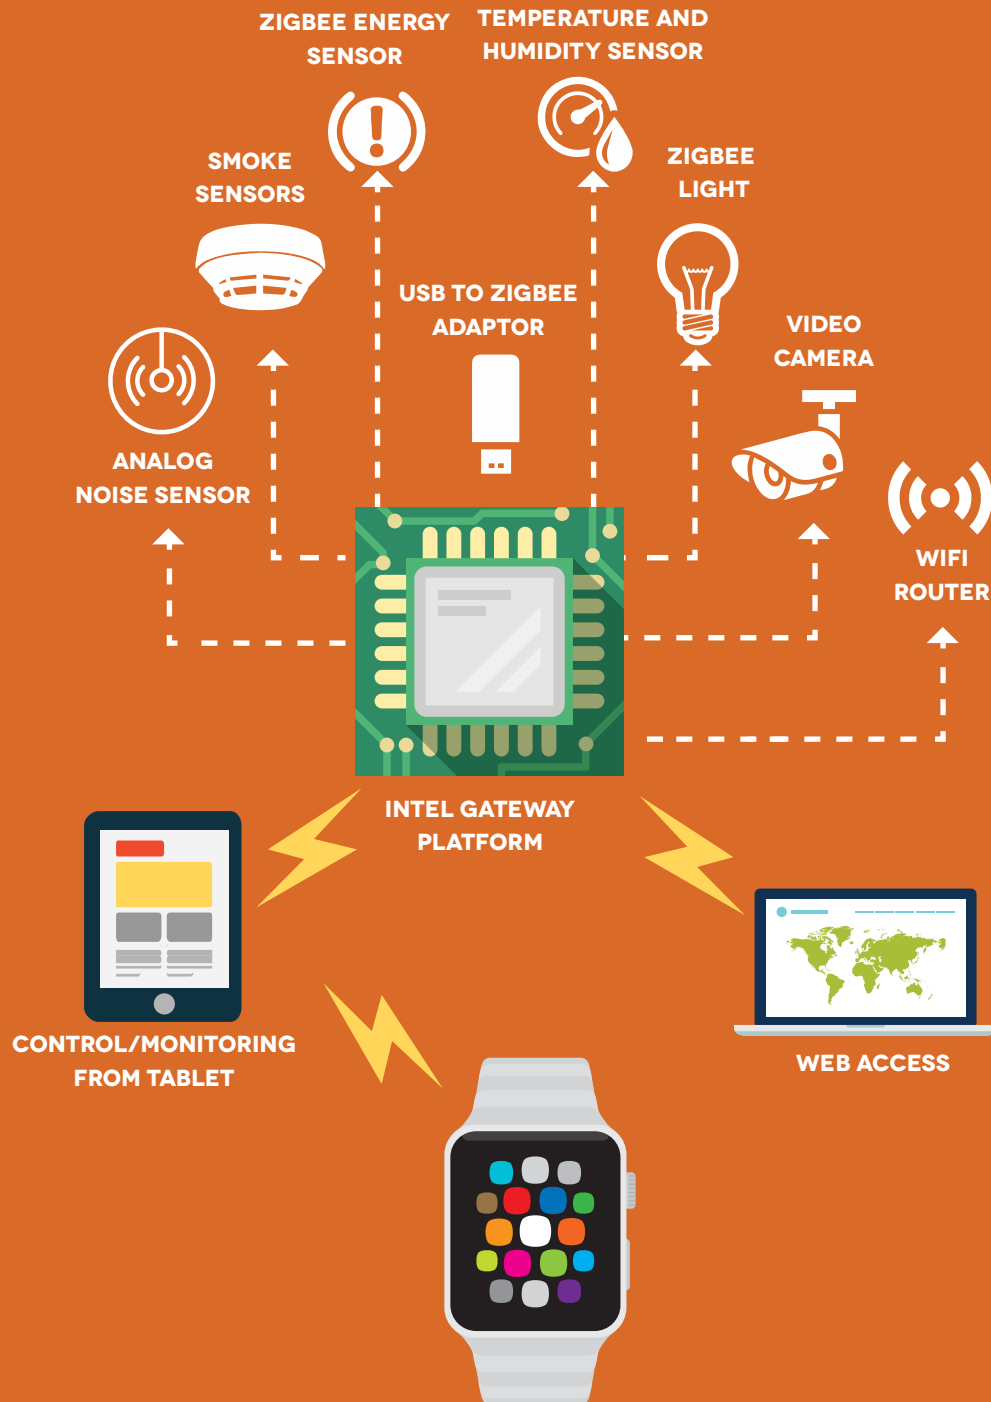 ZIGBEE ENERGY
SENSOR
TEMPERATURE AND
HUMIDITY SENSOR
SMOKE
SENSORS
ZIGBEE
LIGHT
USB TO ZIGBEE
ADAPTOR
VIDEO
CAMERA
ANALOG
NOISE SENSOR
WIFI
ROUTER
INTEL GATEWAY
PLATFORM
CONTROL/MONITORING
FROM TABLET
WEB ACCESS